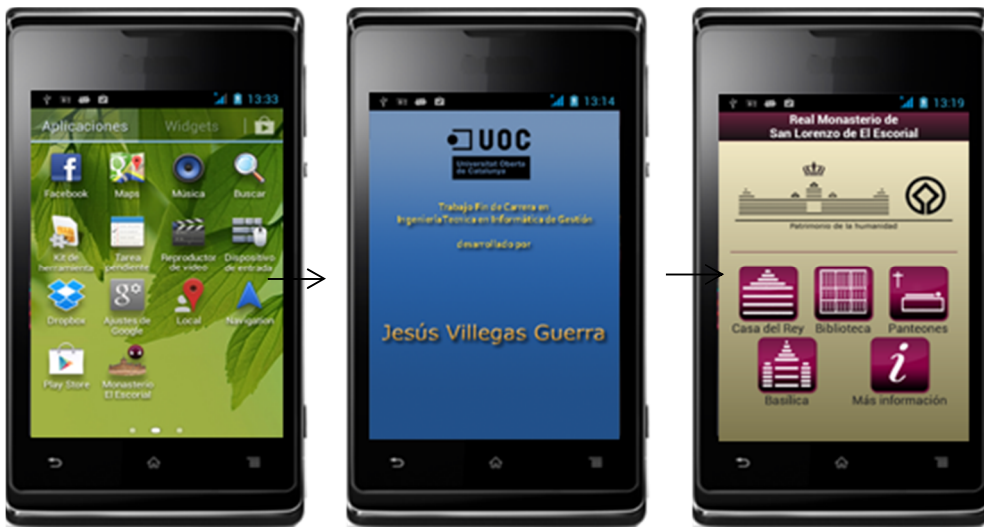 13:33
Aplicaciones Widgets
Facebook Maps Música Buscar
Kit de herramienta
Tarea pendiente
Reproductor de video
Dispositivo de entrada
Dropbox
Ajustes de Google
Local
Navigation
Play Store
Monasterio El Escorial
13:14
UOC
Universitat Oberta
de Catalunya
Trabajo Fin de Carrera en
Ingeniería Tecnica en Informática de Gestión
desarrollado por
Jesús Villegas Guerra
13:19
Real Monasterio de
San Lorenzo de El Escorial
Patrimonio de la humanidad
Casa del Rey Biblioteca Panteones
Basílica Más información